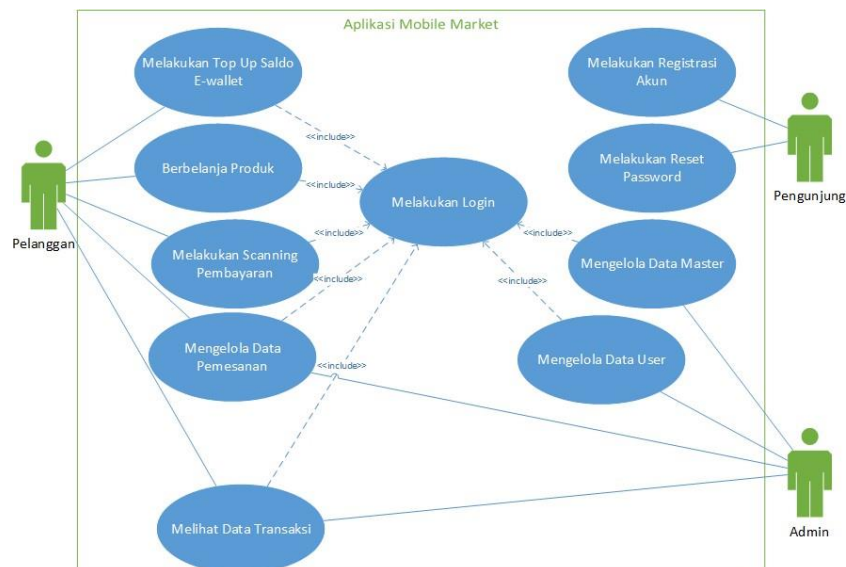 Aplikasi Mobile Market
Melakukan Top Up Saldo
E-wallet
Melakukan Registrasi
Akun
<<include>>
Berbelanja Produk
<<include>>
Melakukan Reset
Password
Pelanggan
Pengunjung
Melakukan Login
Melakukan Scanning
Pembayaran
<<include>>
<<include>>
<<include>>
Mengelola Data Master
<<include>>
Mengelola Data
Pemesanan
<<include>>
Mengelola Data User
Melihat Data Transaksi
Admin